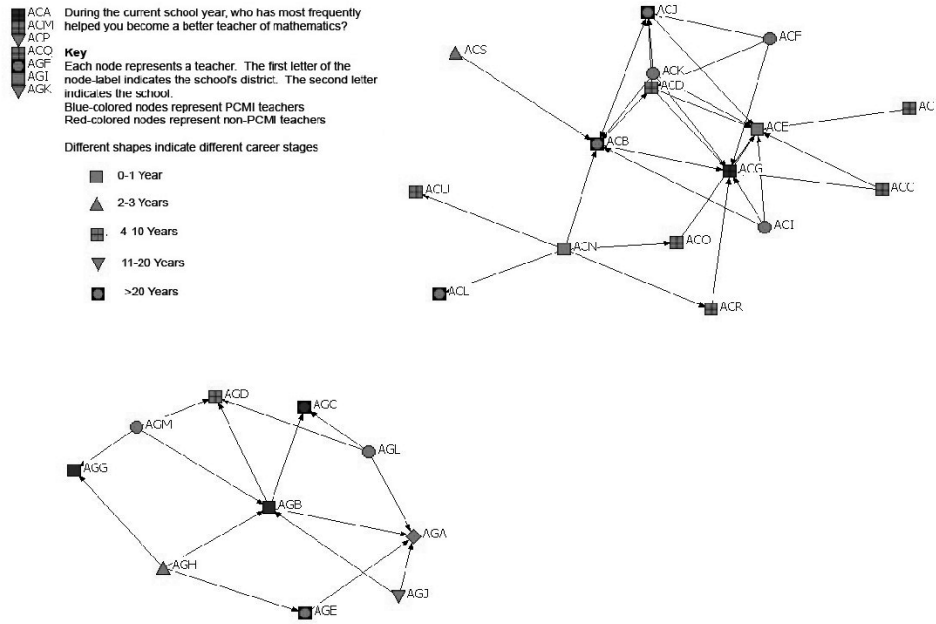 ACA
ACM
ACP
ACQ
AGF
AGI
AGK
During the current school year, who has most frequently
helped you become a better teacher of mathematics?
Key
Each node represents a teacher. The first letter of the
node-label indicates the school's district. The second letter
indicates the school.
Blue-colored nodes represent PCMI teachers
Red-colored nodes represent non-PCMI teachers
Different shapes indicate different career stages
0-1 Year
2-3 Years
4-10 Years
11-20 Years
>20 Years
ACJ
ACF
ACS
ACK
ACD
AC
ACE
ACB
ACG
ACC
ACU
ACI
ACO
ACN
ACL
ACR
AGD
AGC
AGM
AGL
AGG
AGB
AGA
AGH
AGJ
AGE